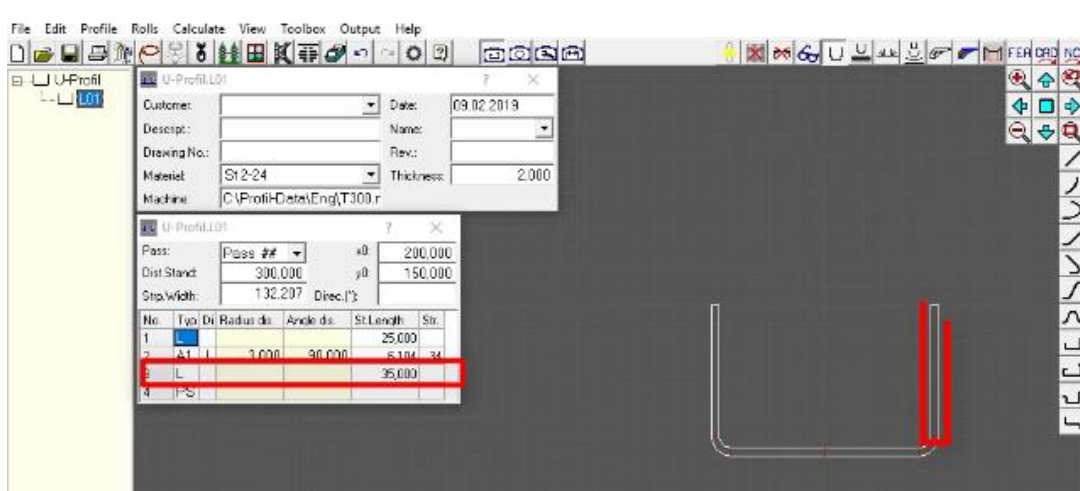 File Edit Profile Rolls Calculate View Toolbox Output Help
FEA CAD NC
U-Profil
L01
U-Profil.L01 ? ×
Customer: Date: 09.02.2019
Descript.: Name:
Drawing No.: Rev.:
Material: St 2-24 Thickness: 2.000
Machine: C:\Profil-Data\Eng\T300.r
U-Profil.L01 ? ×
Pass: Pass ## x0: 200,000
Dist.Stand: 300.000 y0: 150,000
Strp.Width: 132.207 Direc.(°):
No. Typ Di Radius dis. Angle dis. St.Length Str.
1 L 25,000
2 A1 3,000 90,000 6,104 34
3 L 35,000
4 PS